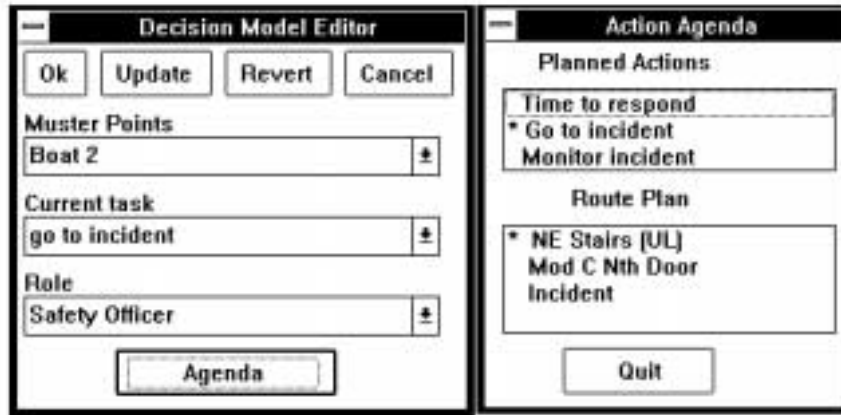 Decision Model Editor
Ok Update Revert Cancel
Muster Points
Boat 2
Current task
go to incident
Role
Safety Officer
Agenda
Action Agenda
Planned Actions
Time to respond
* Go to incident
Monitor incident
Route Plan
* NE Stairs (UL)
Mod C Nth Door
Incident
Quit